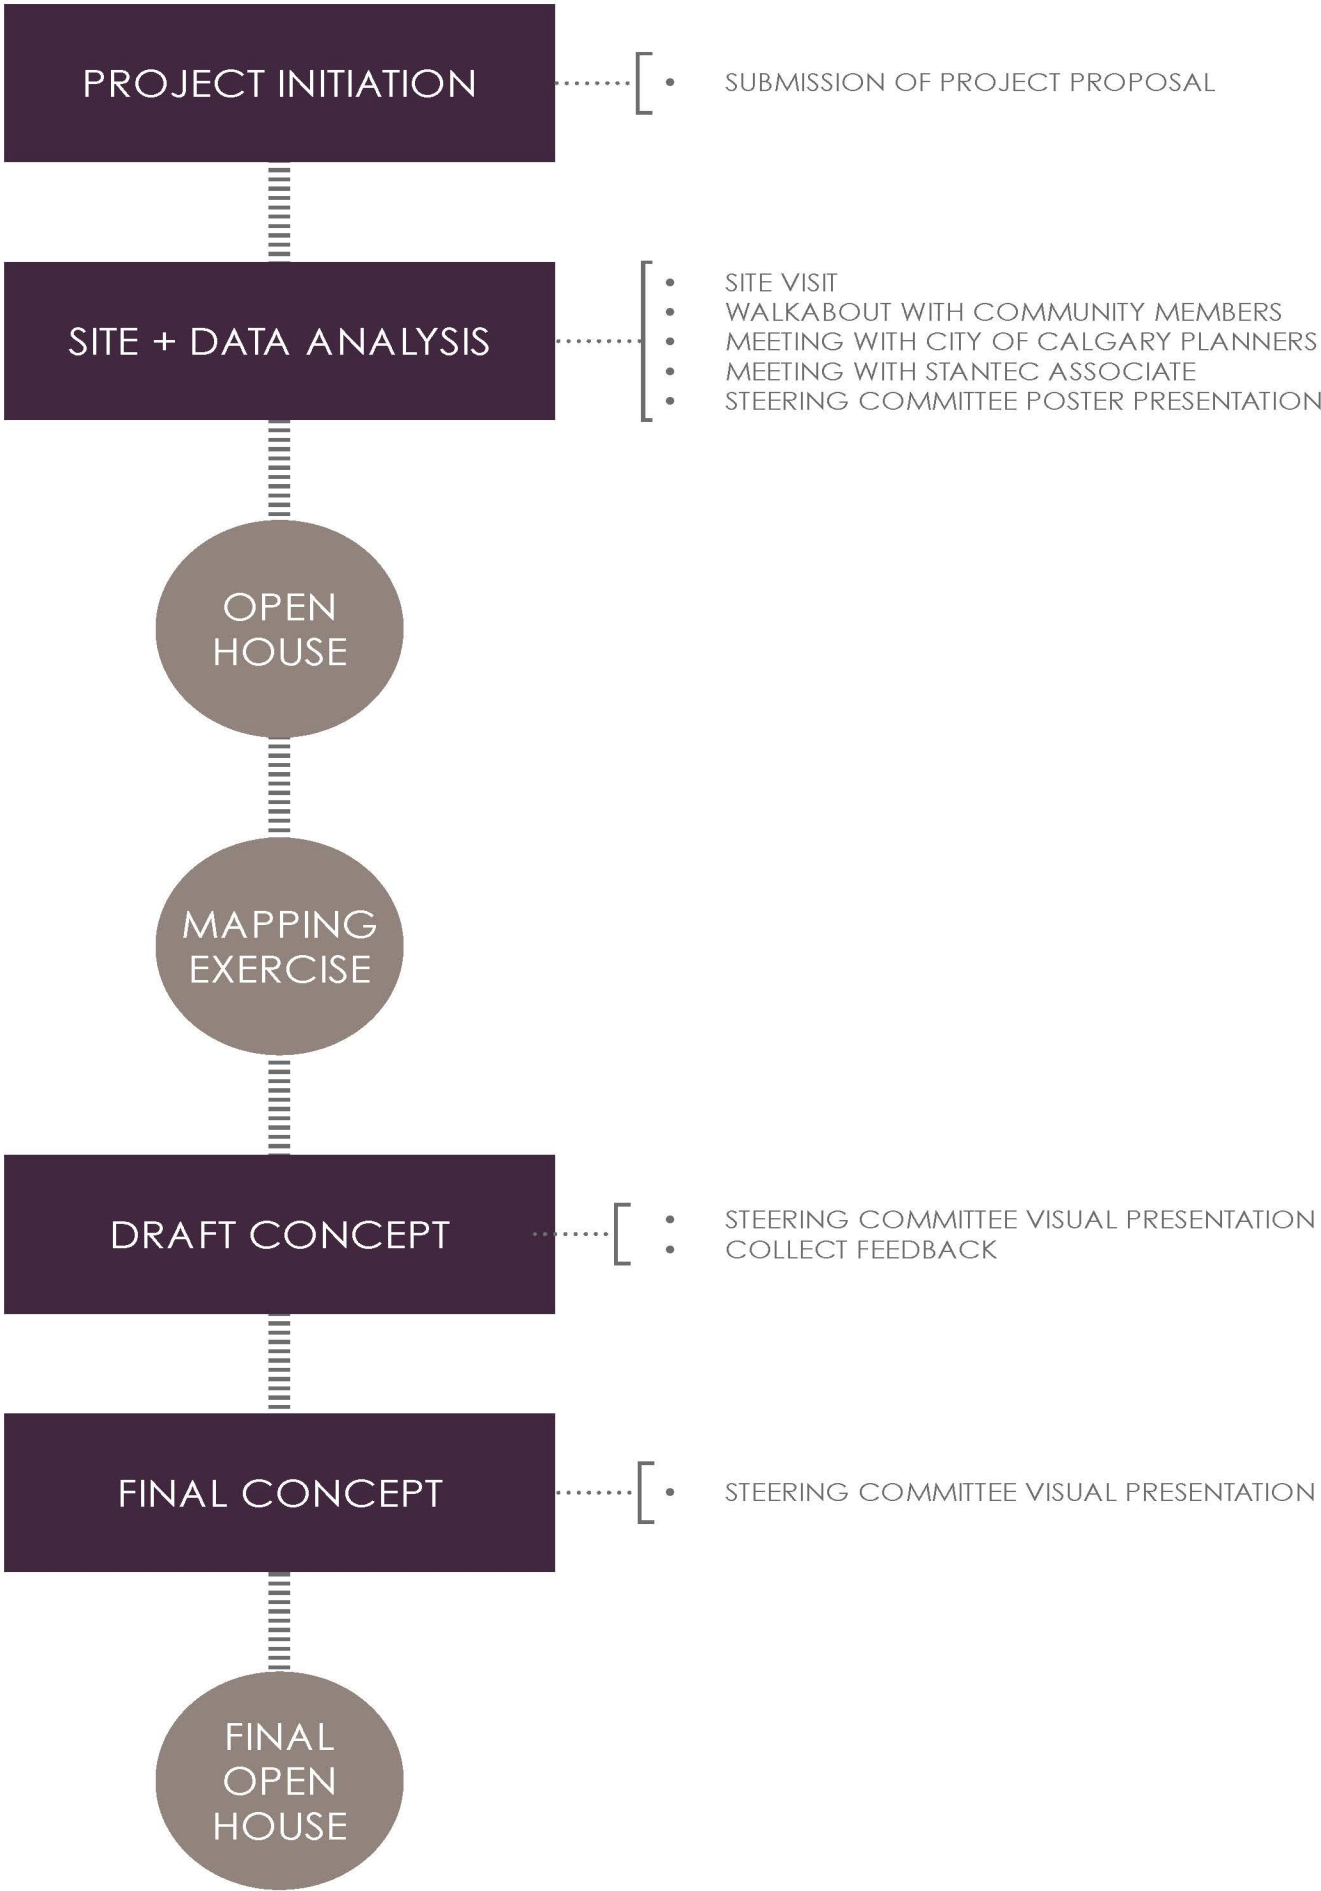 PROJECT INITIATION
• SUBMISSION OF PROJECT PROPOSAL
SITE + DATA ANALYSIS
• SITE VISIT
• WALKABOUT WITH COMMUNITY MEMBERS
• MEETING WITH CITY OF CALGARY PLANNERS
• MEETING WITH STANTEC ASSOCIATE
• STEERING COMMITTEE POSTER PRESENTATION
OPEN
HOUSE
MAPPING
EXERCISE
DRAFT CONCEPT
• STEERING COMMITTEE VISUAL PRESENTATION
• COLLECT FEEDBACK
FINAL CONCEPT
• STEERING COMMITTEE VISUAL PRESENTATION
FINAL
OPEN
HOUSE